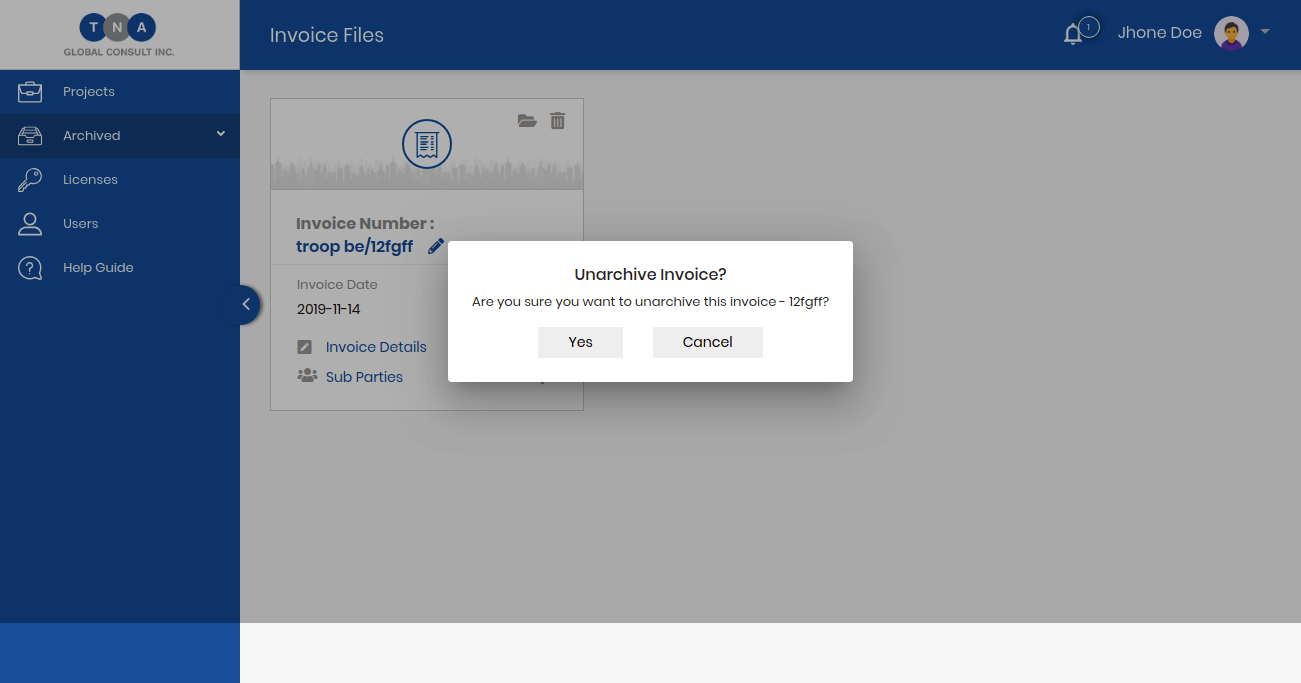 T N A
GLOBAL CONSULT INC.
Invoice Files
1
Jhone Doe
Projects
Archived
Licenses
Users
Help Guide
Invoice Number :
troop be/12fgff
Invoice Date
2019-11-14
Invoice Details
Sub Parties
Unarchive Invoice?
Are you sure you want to unarchive this invoice - 12fgff?
Yes
Cancel